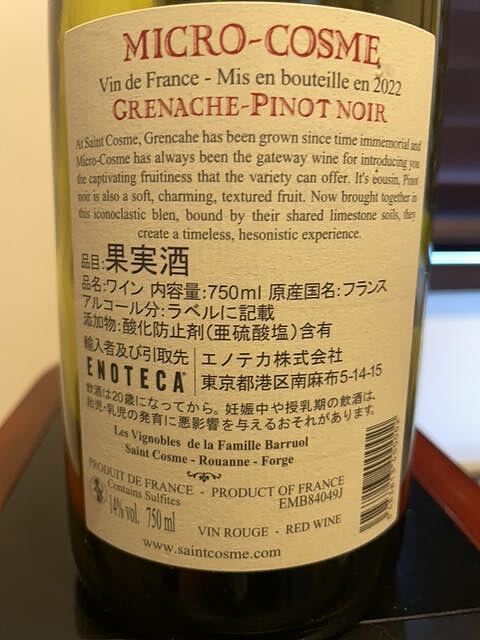 MICRO-COSME
Vin de France - Mis en bouteille en 2022
GRENACHE-PINOT NOIR
At Saint Cosme, Grencahe has been grown since time immemorial and
Micro-Cosme has always been the gateway wine for introducing you
the captivating fruitiness that the variety can offer. It's cousin, Pinot
noir is also a soft, charming, textured fruit. Now brought together in
this iconoclastic blen, bound by their shared limestone soils, they
create a timeless, hesonistic experience.
品目:果実酒
品名:ワイン 内容量:750ml 原産国名:フランス
アルコール分:ラベルに記載
添加物:酸化防止剤(亜硫酸塩)含有
輸入者及び引取先 エノテカ株式会社
ENOTECA 東京都港区南麻布5-14-15
飲酒は20歳になってから。妊娠中や授乳期の飲酒は、
胎児・乳児の発育に悪影響を与えるおそれがあります。
Les Vignobles de la Famille Barruol
Saint Cosme - Rouanne - Forge
PRODUIT DE FRANCE - PRODUCT OF FRANCE
Contains Sulfites EMB84049J
14% vol. 750 ml
VIN ROUGE - RED WINE
www.saintcosme.com